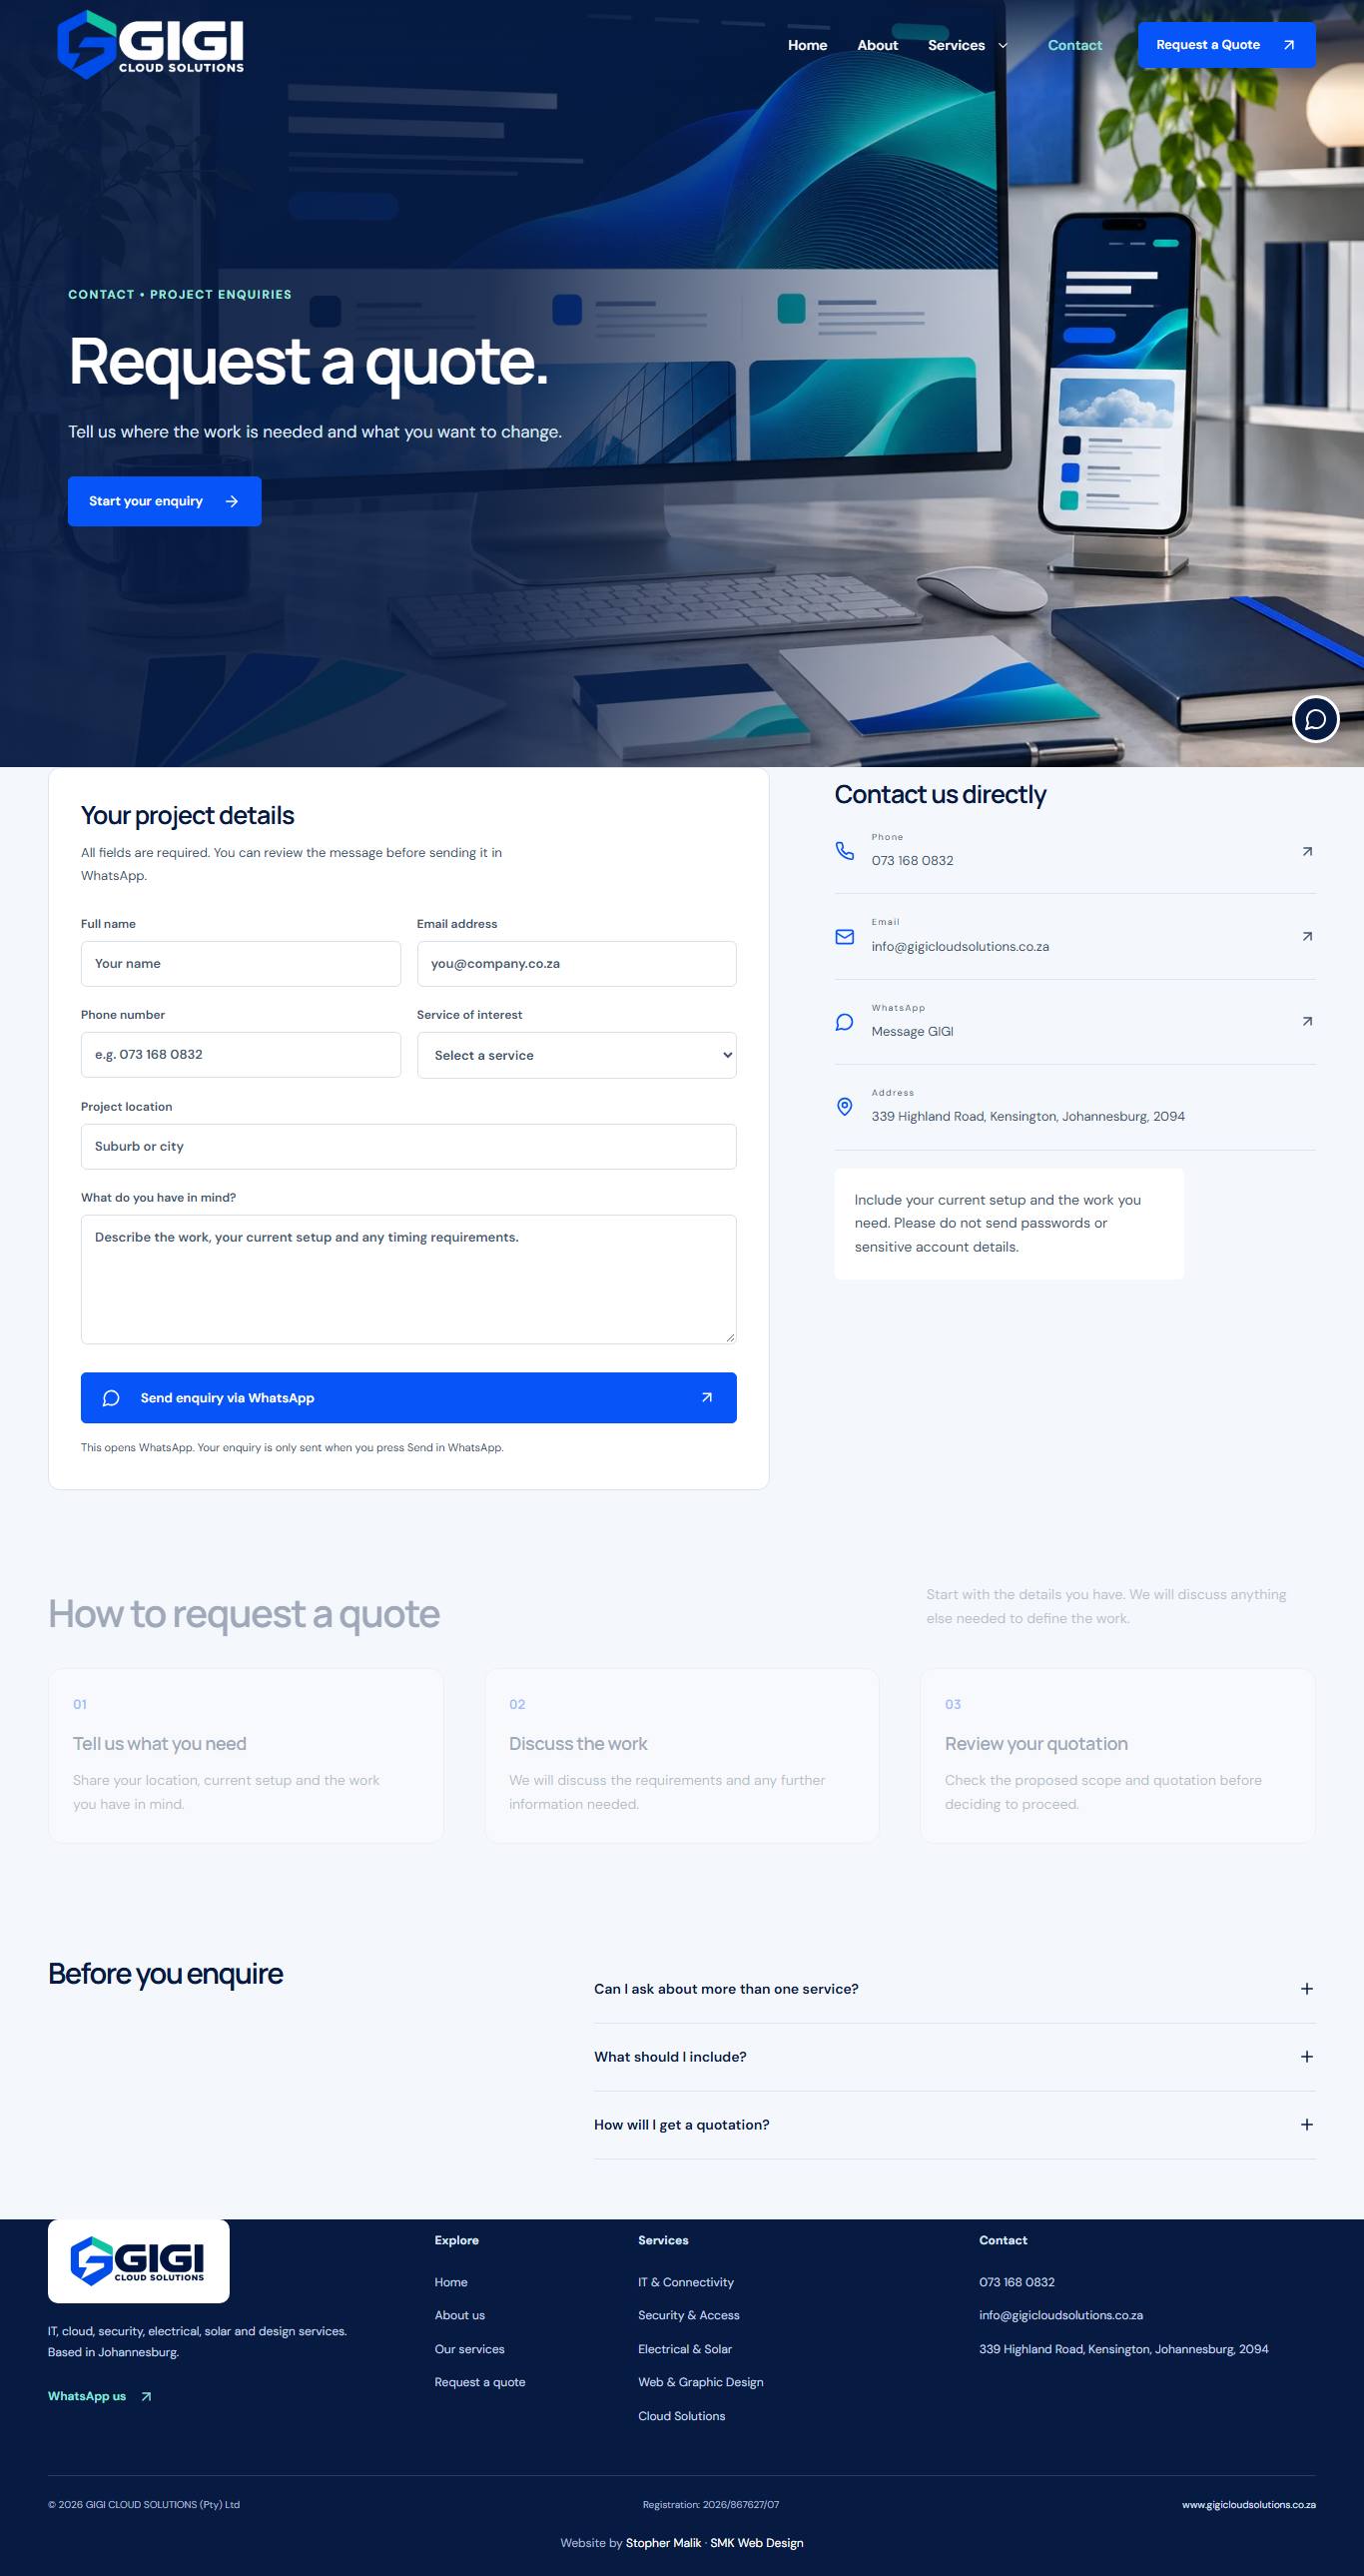 GIGI
CLOUD SOLUTIONS
Home
About
Services
Contact
Request a Quote
CONTACT • PROJECT ENQUIRIES
Request a quote.
Tell us where the work is needed and what you want to change.
Start your enquiry
Your project details
All fields are required. You can review the message before sending it in
WhatsApp.
Full name
Your name
Email address
you@company.co.za
Phone number
e.g. 073 168 0832
Service of interest
Select a service
Project location
Suburb or city
What do you have in mind?
Describe the work, your current setup and any timing requirements.
Send enquiry via WhatsApp
This opens WhatsApp. Your enquiry is only sent when you press Send in WhatsApp.
Contact us directly
Phone
073 168 0832
Email
info@gigicloudsolutions.co.za
WhatsApp
Message GIGI
Address
339 Highland Road, Kensington, Johannesburg, 2094
Include your current setup and the work you
need. Please do not send passwords or
sensitive account details.
How to request a quote
Start with the details you have. We will discuss anything
else needed to define the work.
01
Tell us what you need
Share your location, current setup and the work
you have in mind.
02
Discuss the work
We will discuss the requirements and any further
information needed.
03
Review your quotation
Check the proposed scope and quotation before
deciding to proceed.
Before you enquire
Can I ask about more than one service?
What should I include?
How will I get a quotation?
GIGI
CLOUD SOLUTIONS
IT, cloud, security, electrical, solar and design services.
Based in Johannesburg.
WhatsApp us
Explore
Home
About us
Our services
Request a quote
Services
IT & Connectivity
Security & Access
Electrical & Solar
Web & Graphic Design
Cloud Solutions
Contact
073 168 0832
info@gigicloudsolutions.co.za
339 Highland Road, Kensington, Johannesburg, 2094
© 2026 GIGI CLOUD SOLUTIONS (Pty) Ltd
Registration: 2026/867627/07
www.gigicloudsolutions.co.za
Website by Stopher Malik · SMK Web Design